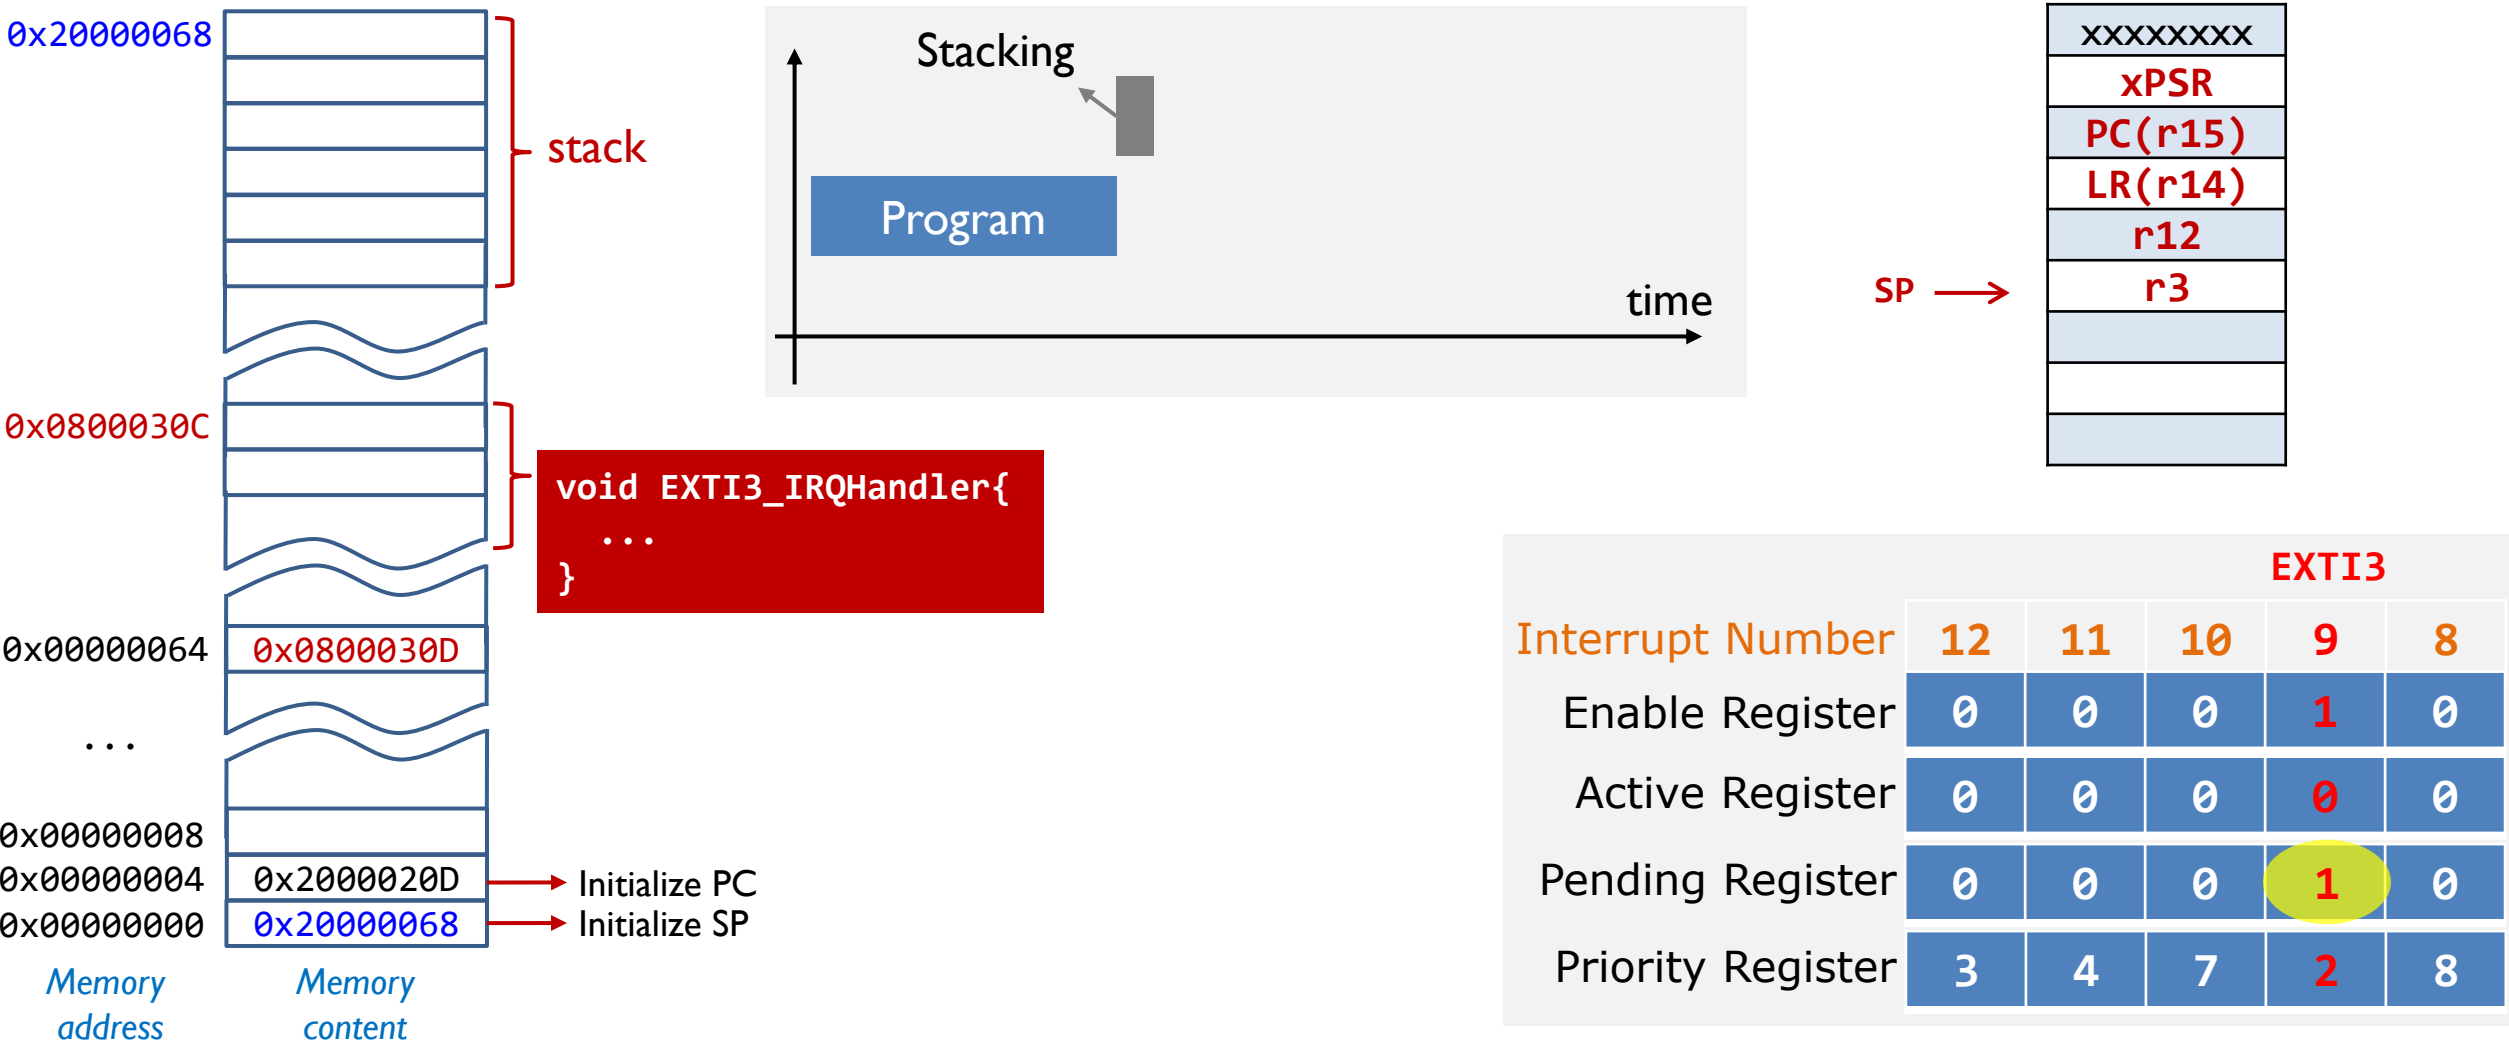 0x20000068
stack
0x0800030C
void EXTI3_IRQHandler{
...
}
0x00000064 0x0800030D
...
0x00000008
0x00000004 0x2000020D Initialize PC
0x00000000 0x20000068 Initialize SP
Memory address
Memory content
Stacking
Program
time
xxxxxxxx
xPSR
PC(r15)
LR(r14)
r12
SP r3
EXTI3
Interrupt Number 12 11 10 9 8
Enable Register 0 0 0 1 0
Active Register 0 0 0 0 0
Pending Register 0 0 0 1 0
Priority Register 3 4 7 2 8